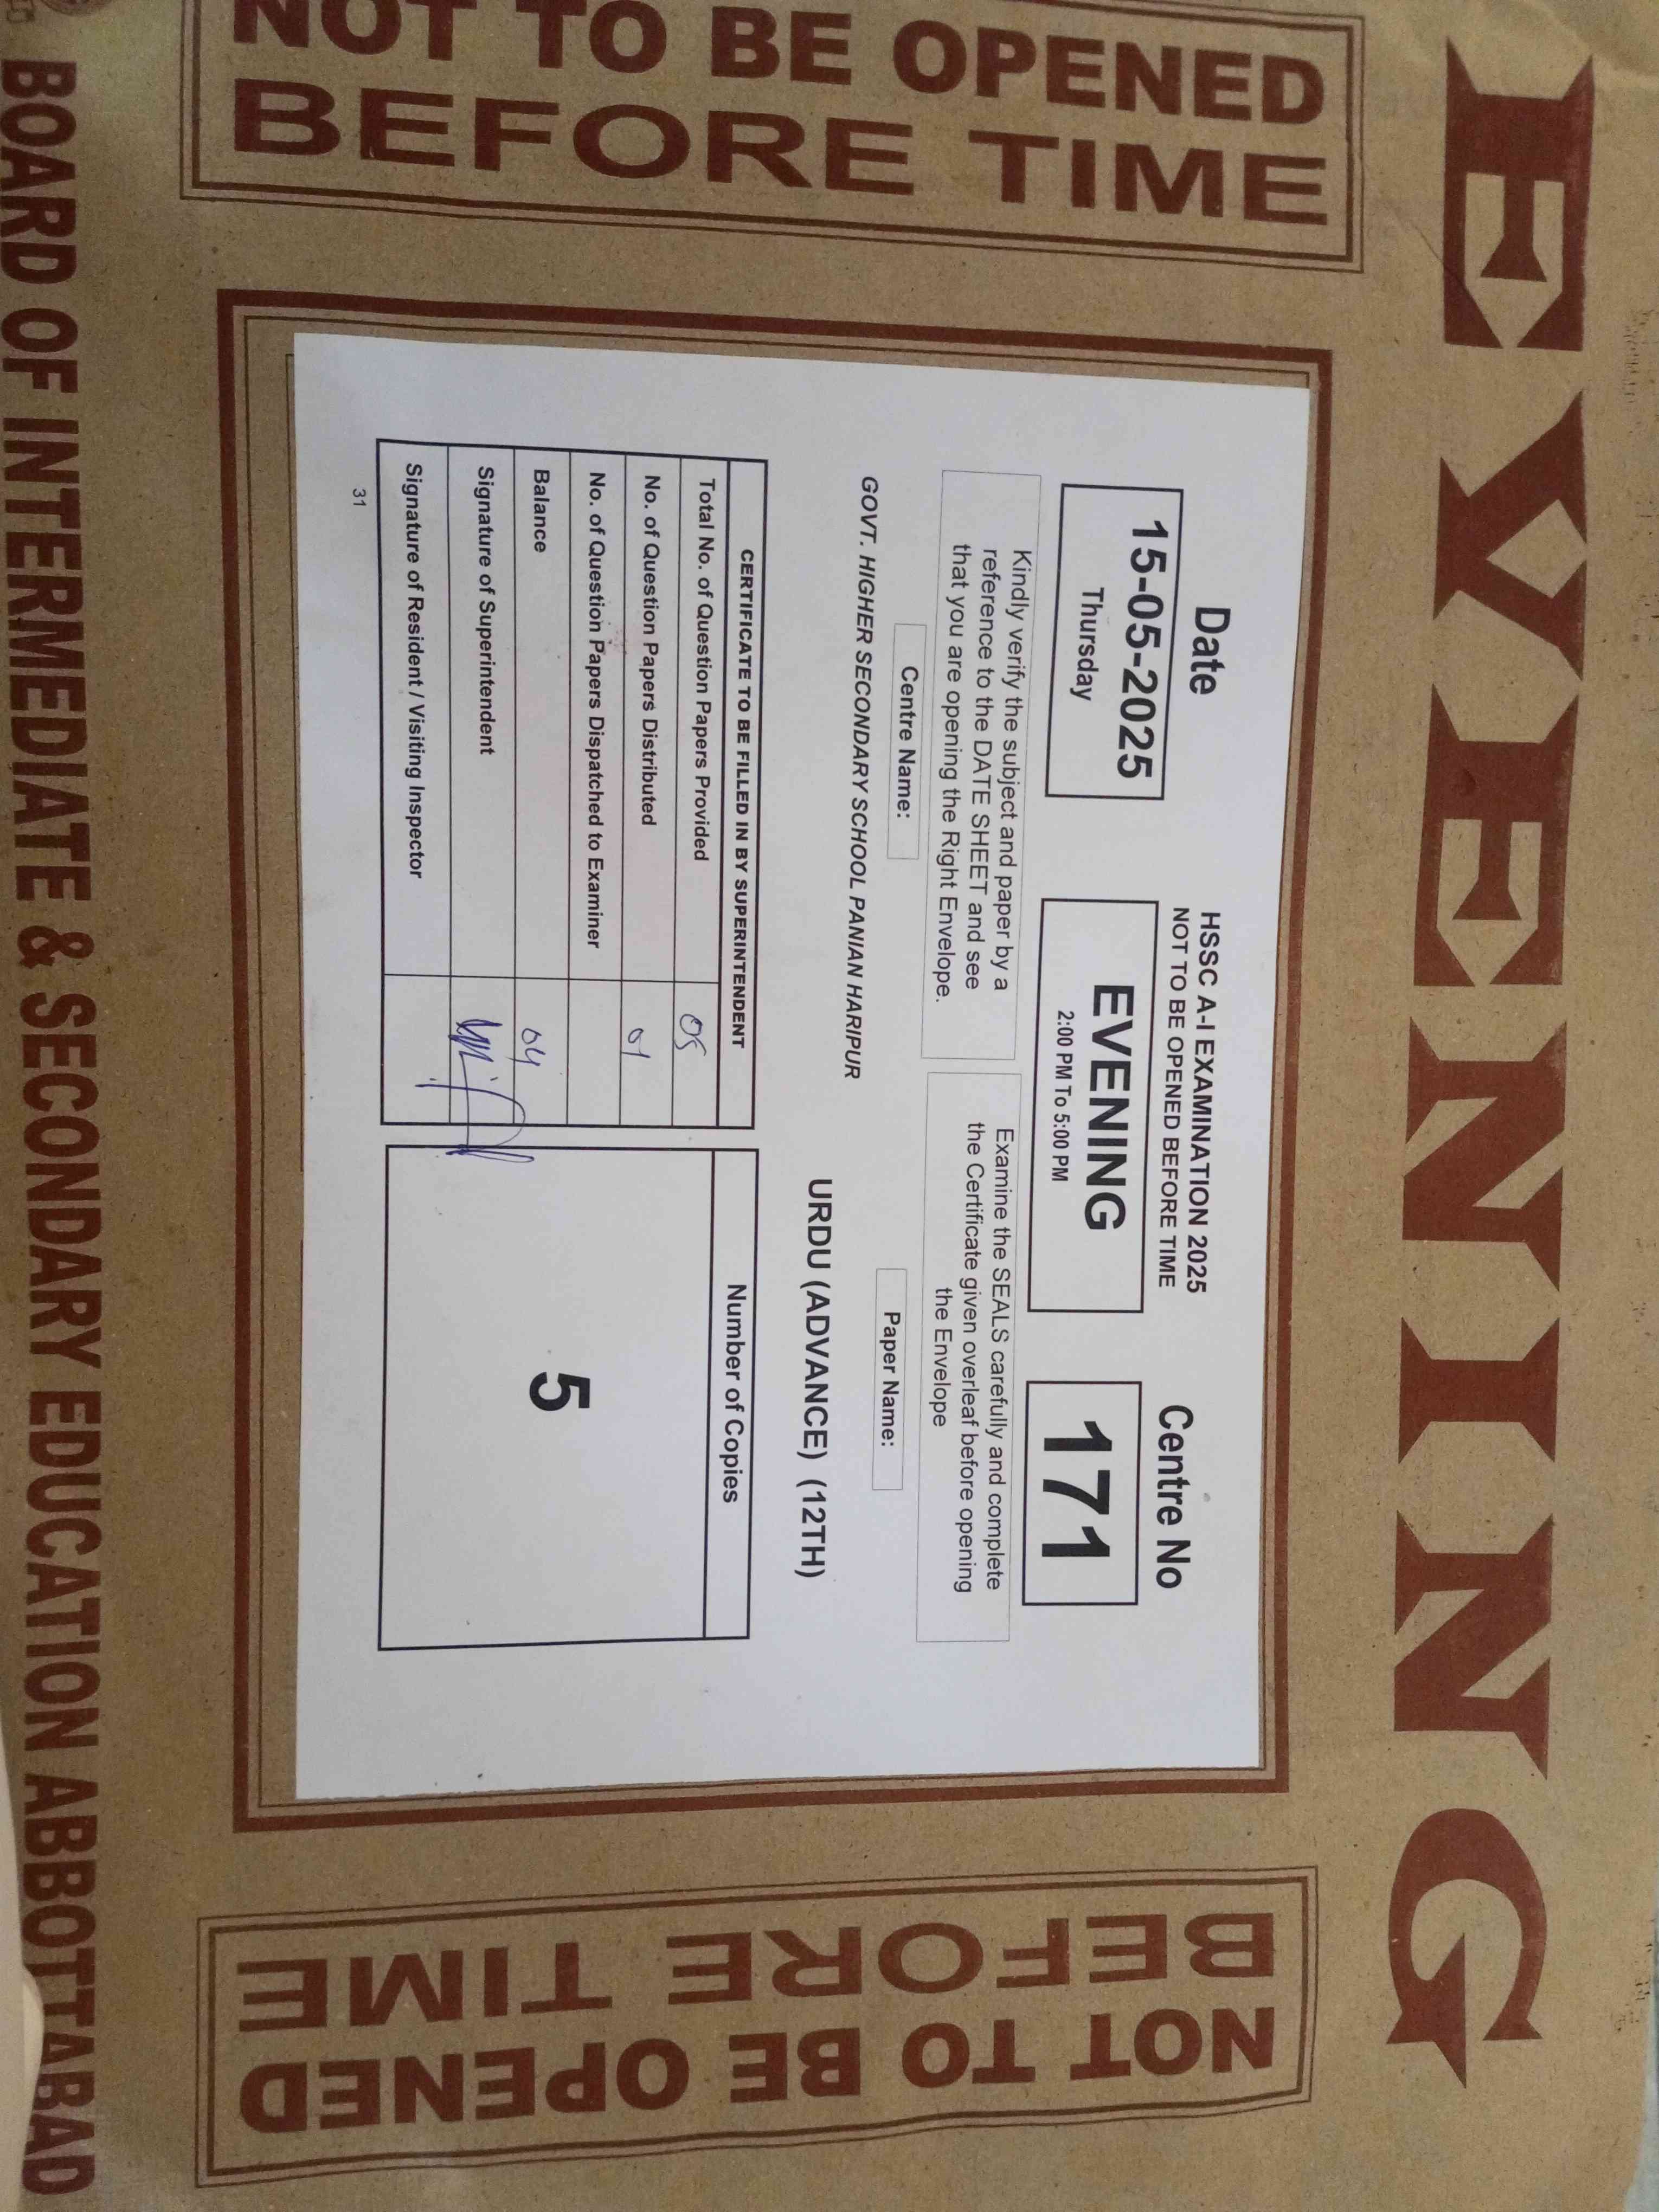 EVENING
NOT TO BE OPENED
BEFORE TIME
Date
15-05-2025
Thursday
HSSC A-I EXAMINATION 2025
NOT TO BE OPENED BEFORE TIME
EVENING
2:00 PM To 5:00 PM
Centre No
171
Kindly verify the subject and paper by a
reference to the DATE SHEET and see
that you are opening the Right Envelope.
Examine the SEALS carefully and complete
the Certificate given overleaf before opening
the Envelope
Centre Name:
Paper Name:
GOVT. HIGHER SECONDARY SCHOOL PANIAN HARIPUR
URDU (ADVANCE) (12TH)
CERTIFICATE TO BE FILLED IN BY SUPERINTENDENT
Total No. of Question Papers Provided 05
No. of Question Papers Distributed 01
No. of Question Papers Dispatched to Examiner
Balance 04
Signature of Superintendent
Signature of Resident / Visiting Inspector
Number of Copies
5
31
NOT TO BE OPENED
BEFORE TIME
BOARD OF INTERMEDIATE & SECONDARY EDUCATION ABBOTTABAD